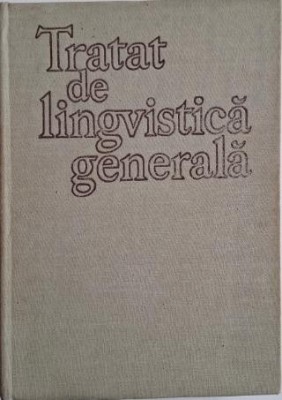 Tratat
de
lingvistică
generală